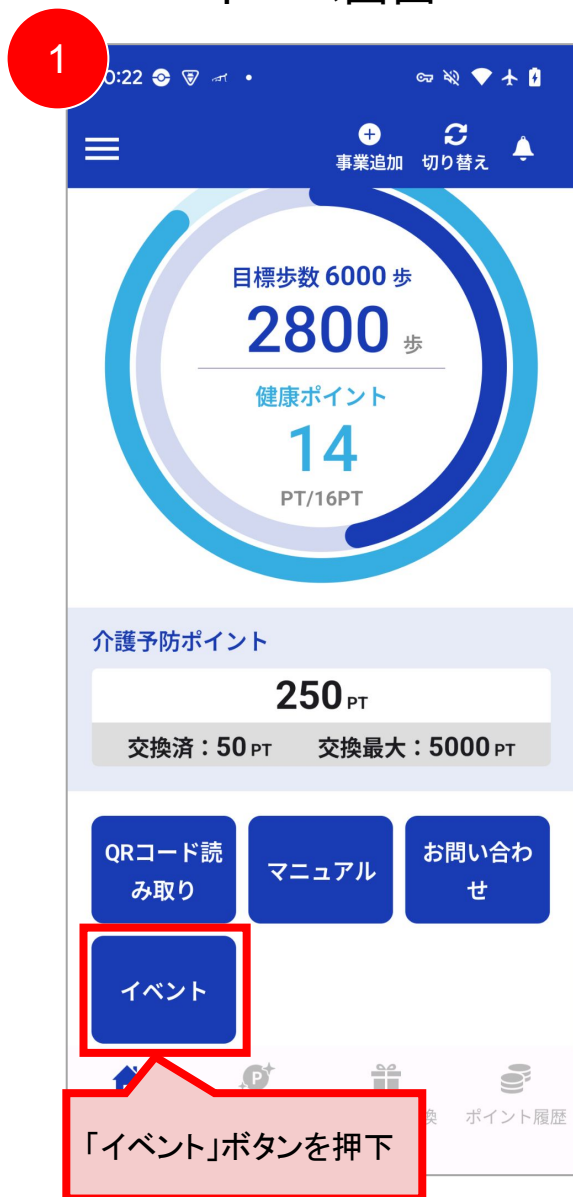 1
0:22
事業追加 切り替え
目標歩数 6000 歩
2800 歩
健康ポイント
14
PT/16PT
介護予防ポイント
250 PT
交換済：50 PT 交換最大：5000 PT
QRコード読
み取り
マニュアル
お問い合わ
せ
イベント
P
換 ポイント履歴
「イベント」ボタンを押下